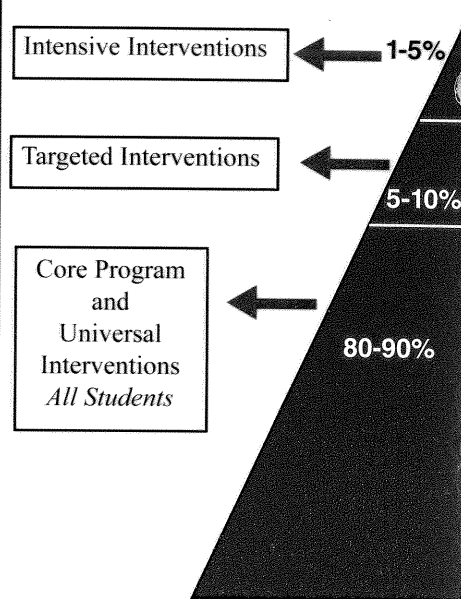 Intensive Interventions
1-5%
Targeted Interventions
5-10%
Core Program
and
Universal
Interventions
All Students
80-90%